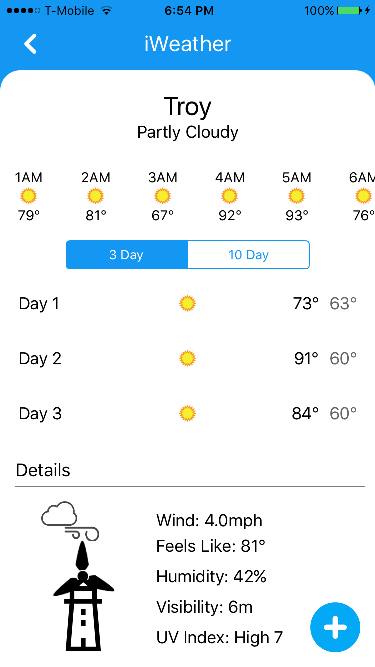 T-Mobile 6:54 PM 100%
iWeather
Troy
Partly Cloudy
1AM 2AM 3AM 4AM 5AM 6AM
79° 81° 67° 92° 93° 76°
3 Day 10 Day
Day 1 73° 63°
Day 2 91° 60°
Day 3 84° 60°
Details
Wind: 4.0mph
Feels Like: 81°
Humidity: 42%
Visibility: 6m
UV Index: High 7